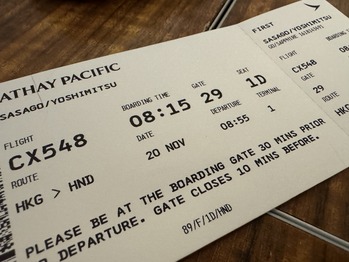 ATHAY PACIFIC
SASAGO/YOSHIMITSU
BOARDING TIME GATE SEAT
08:15 29 1D
FLIGHT DATE DEPARTURE TERMINAL
CX548 20 NOV 08:55 1
ROUTE
HKG > HND
PLEASE BE AT THE BOARDING GATE 30 MINS PRIOR
O DEPARTURE. GATE CLOSES 10 MINS BEFORE.
89/F/1D/HND
FIRST
SASAGO/YOSHIMITSU
FLIGHT
CX548
GATE
29
ROUTE
HKG